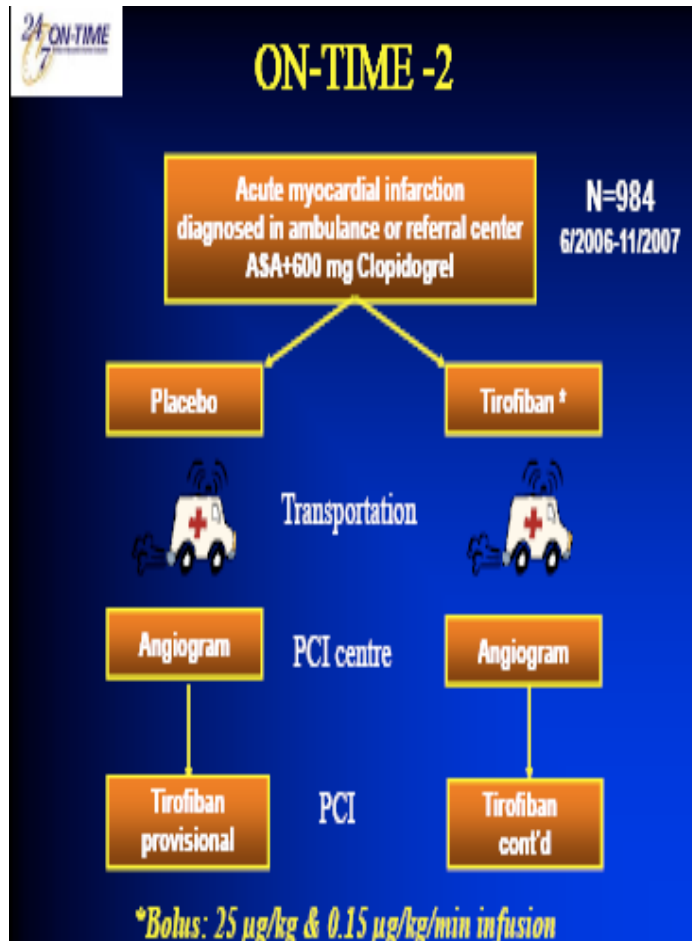 24/7 ON-TIME
ON-TIME -2
Acute myocardial infarction
diagnosed in ambulance or referral center
ASA+600 mg Clopidogrel
N=984
6/2006-11/2007
Placebo
Tirofiban *
Transportation
Angiogram
PCI centre
Angiogram
Tirofiban
provisional
PCI
Tirofiban
cont'd
*Bolus: 25 µg/kg & 0.15 µg/kg/min infusion